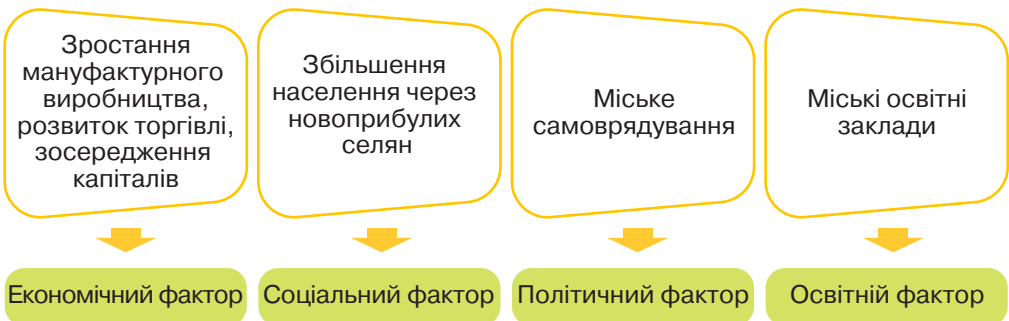 Зростання
мануфактурного
виробництва,
розвиток торгівлі,
зосередження
капіталів
Збільшення
населення через
новоприбулих
селян
Міське
самоврядування
Міські освітні
заклади
Економічний фактор
Соціальний фактор
Політичний фактор
Освітній фактор